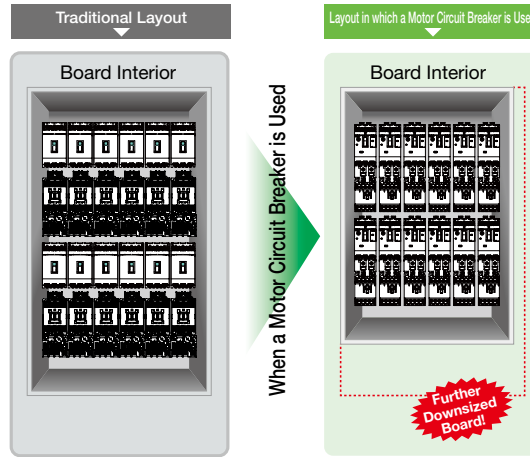 Traditional Layout
Layout in which a Motor Circuit Breaker is Use
Board Interior
When a Motor Circuit Breaker is Used
Board Interior
Further
Downsized
Board!